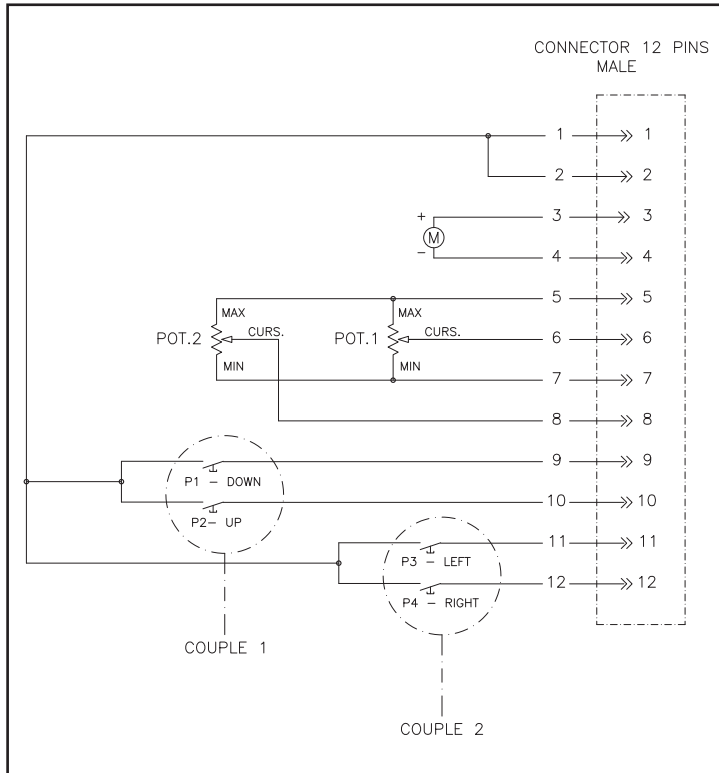 CONNECTOR 12 PINS
MALE
1 1
2 2
+ 3 3
M
− 4 4
5 5
MAX MAX
POT.2 CURS. POT.1 CURS. 6 6
MIN MIN
7 7
8 8
9 9
P1 − DOWN
10 10
P2− UP
11 11
P3 − LEFT
12 12
P4 − RIGHT
COUPLE 1
COUPLE 2